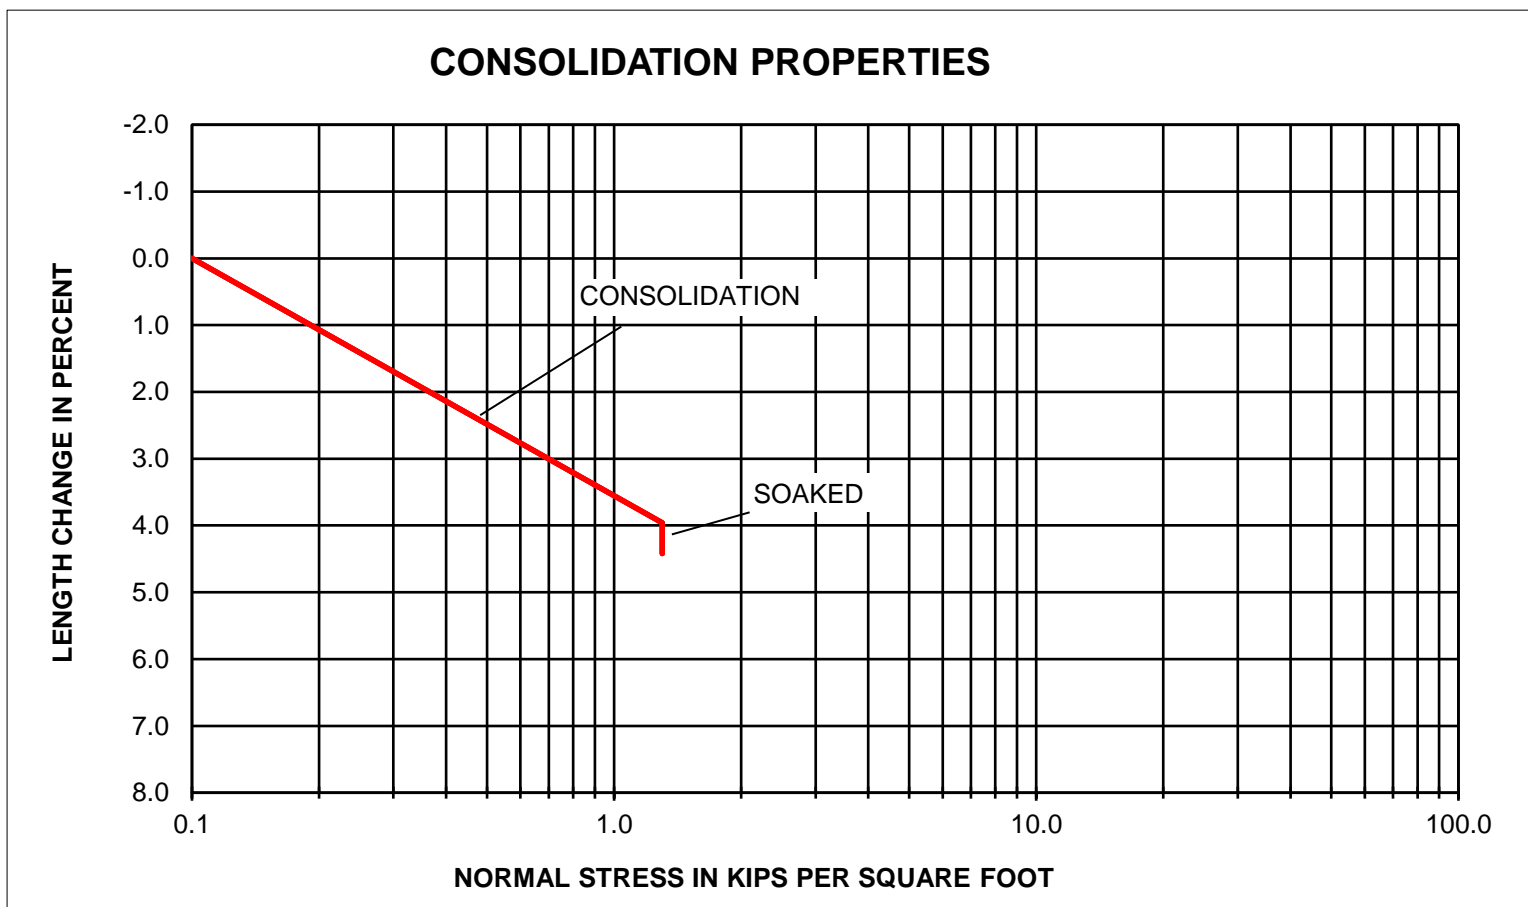 CONSOLIDATION PROPERTIES
-2.0
-1.0
0.0
1.0
2.0
3.0
4.0
5.0
6.0
7.0
8.0
LENGTH CHANGE IN PERCENT
CONSOLIDATION
SOAKED
0.1 1.0 10.0 100.0
NORMAL STRESS IN KIPS PER SQUARE FOOT